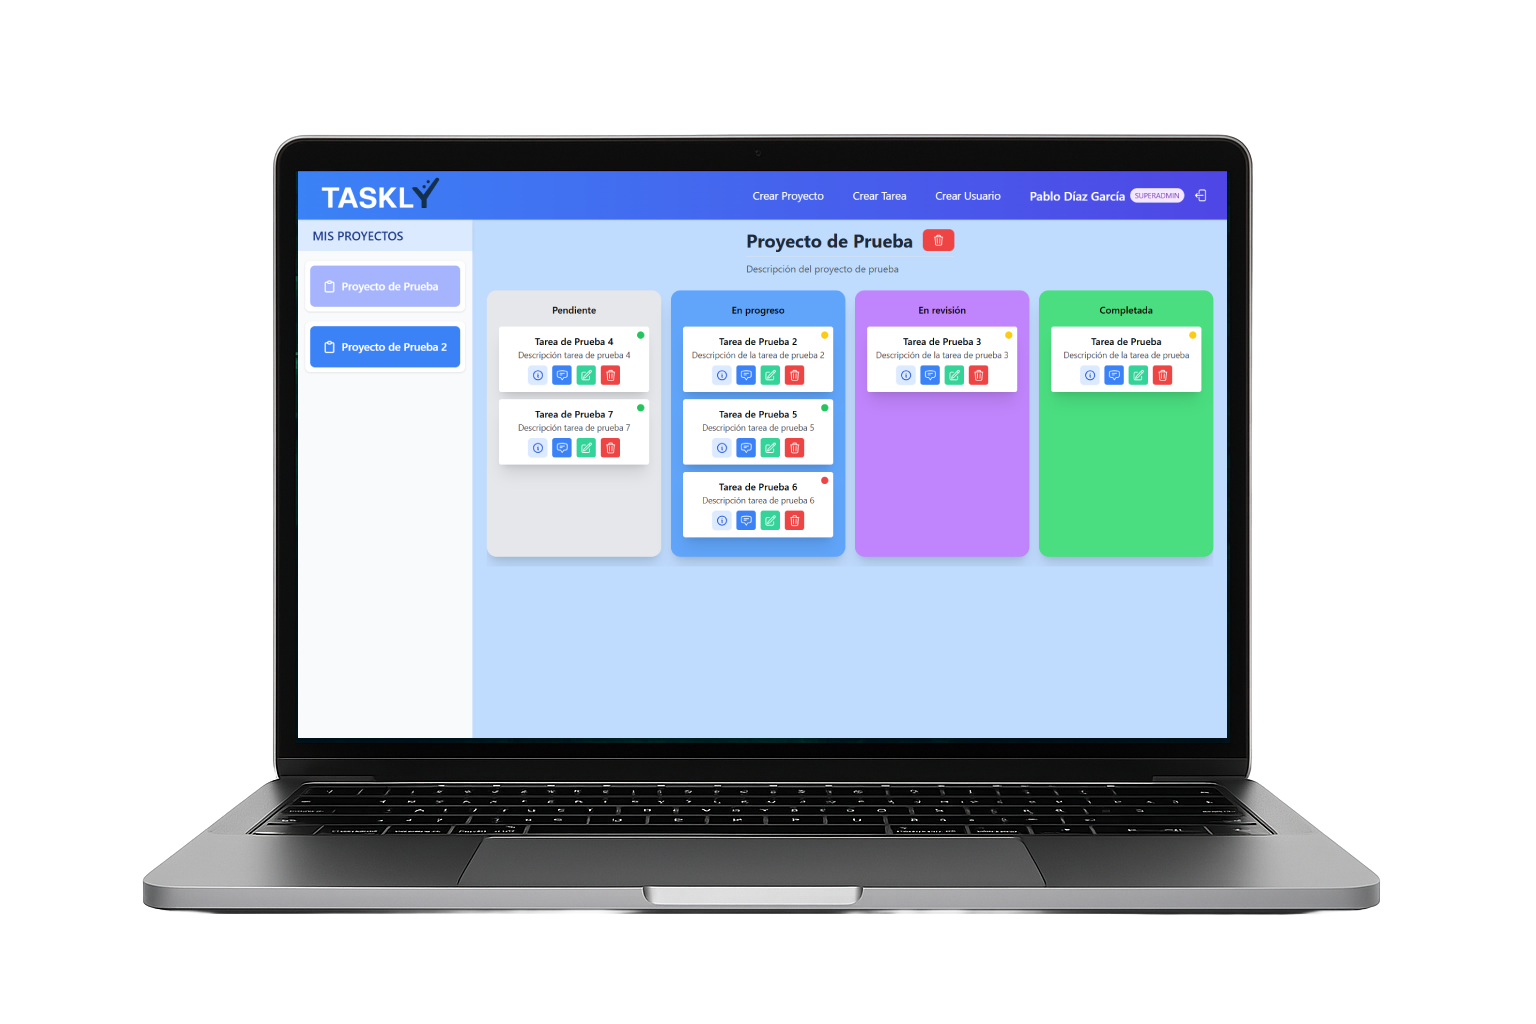 TASKLY
Crear Proyecto
Crear Tarea
Crear Usuario
Pablo Díaz García
SUPERADMIN
MIS PROYECTOS
Proyecto de Prueba
Proyecto de Prueba 2
Proyecto de Prueba
Descripción del proyecto de prueba
Pendiente
Tarea de Prueba 4
Descripción tarea de prueba 4
Tarea de Prueba 7
Descripción tarea de prueba 7
En progreso
Tarea de Prueba 2
Descripción de la tarea de prueba 2
Tarea de Prueba 5
Descripción tarea de prueba 5
Tarea de Prueba 6
Descripción tarea de prueba 6
En revisión
Tarea de Prueba 3
Descripción de la tarea de prueba 3
Completada
Tarea de Prueba
Descripción de la tarea de prueba